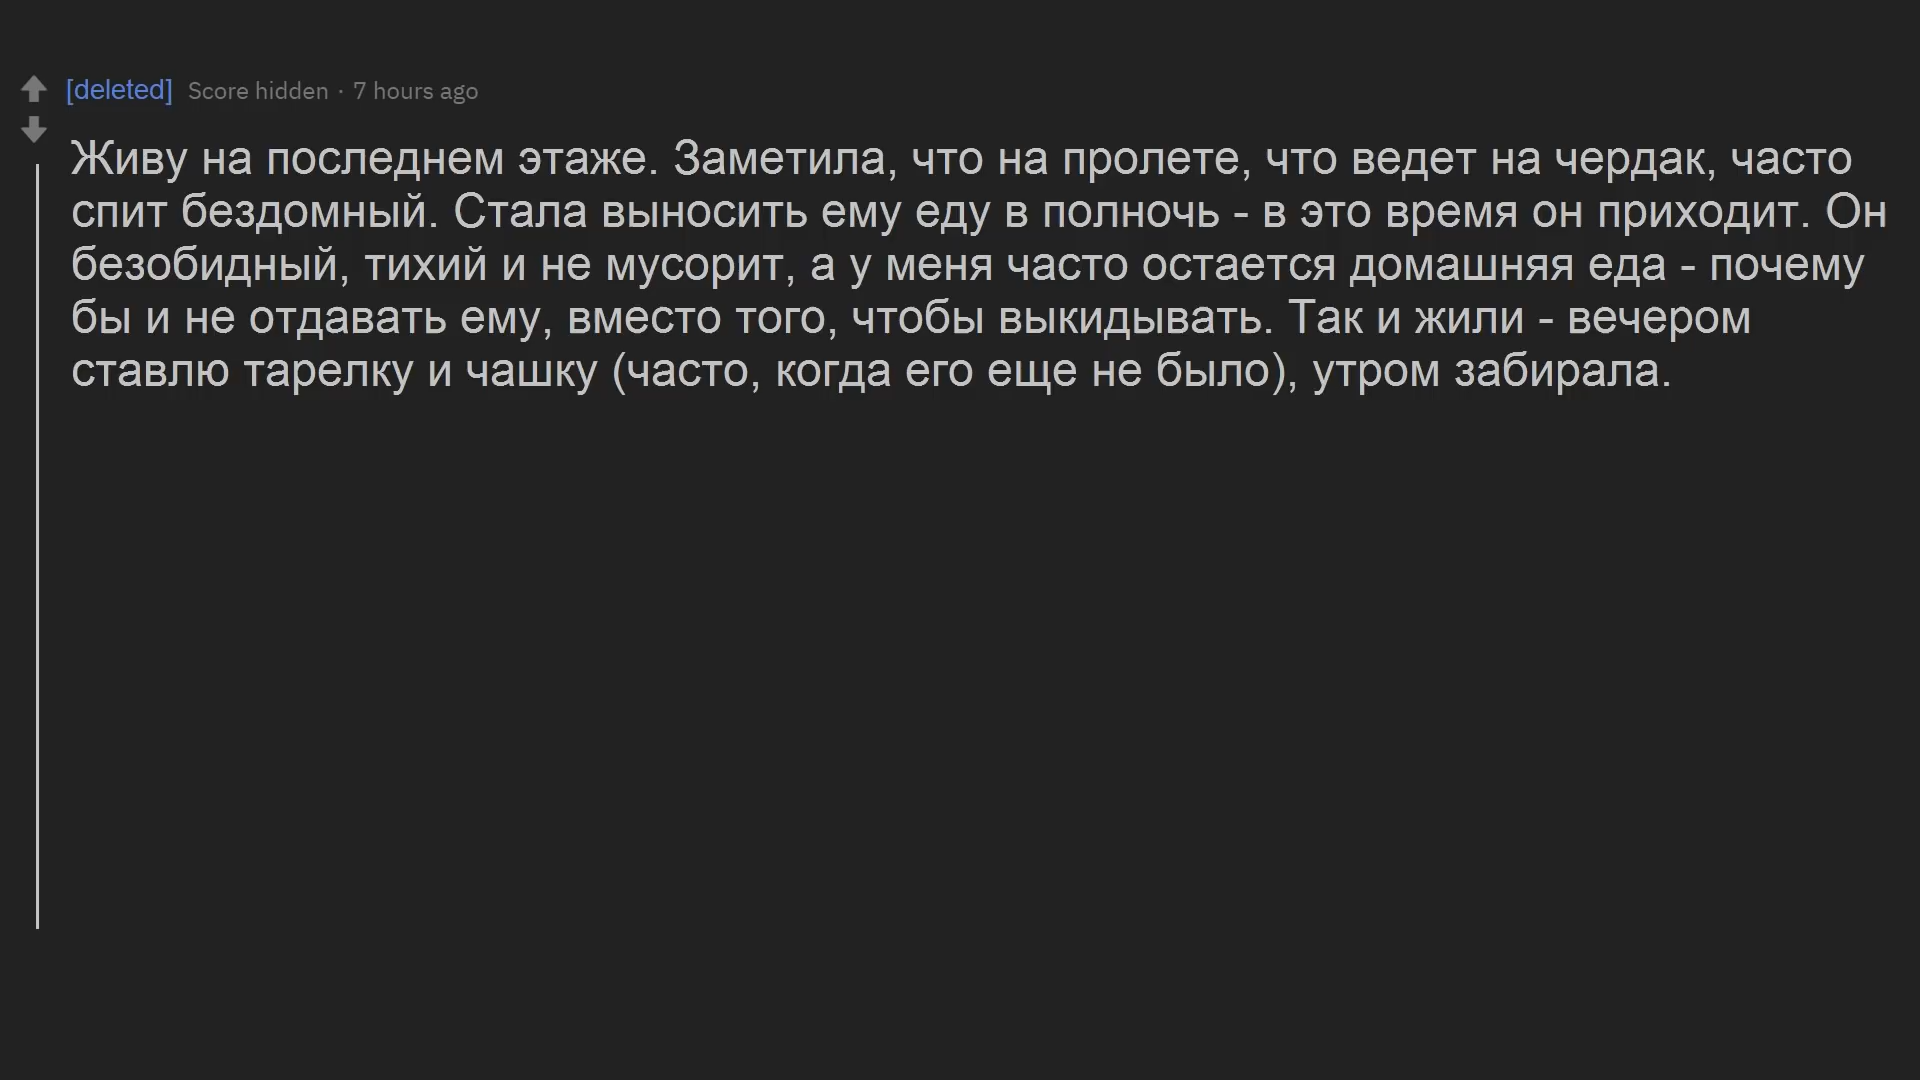 [deleted] Score hidden · 7 hours ago
Живу на последнем этаже. Заметила, что на пролете, что ведет на чердак, часто
спит бездомный. Стала выносить ему еду в полночь - в это время он приходит. Он
безобидный, тихий и не мусорит, а у меня часто остается домашняя еда - почему
бы и не отдавать ему, вместо того, чтобы выкидывать. Так и жили - вечером
ставлю тарелку и чашку (часто, когда его еще не было), утром забирала.